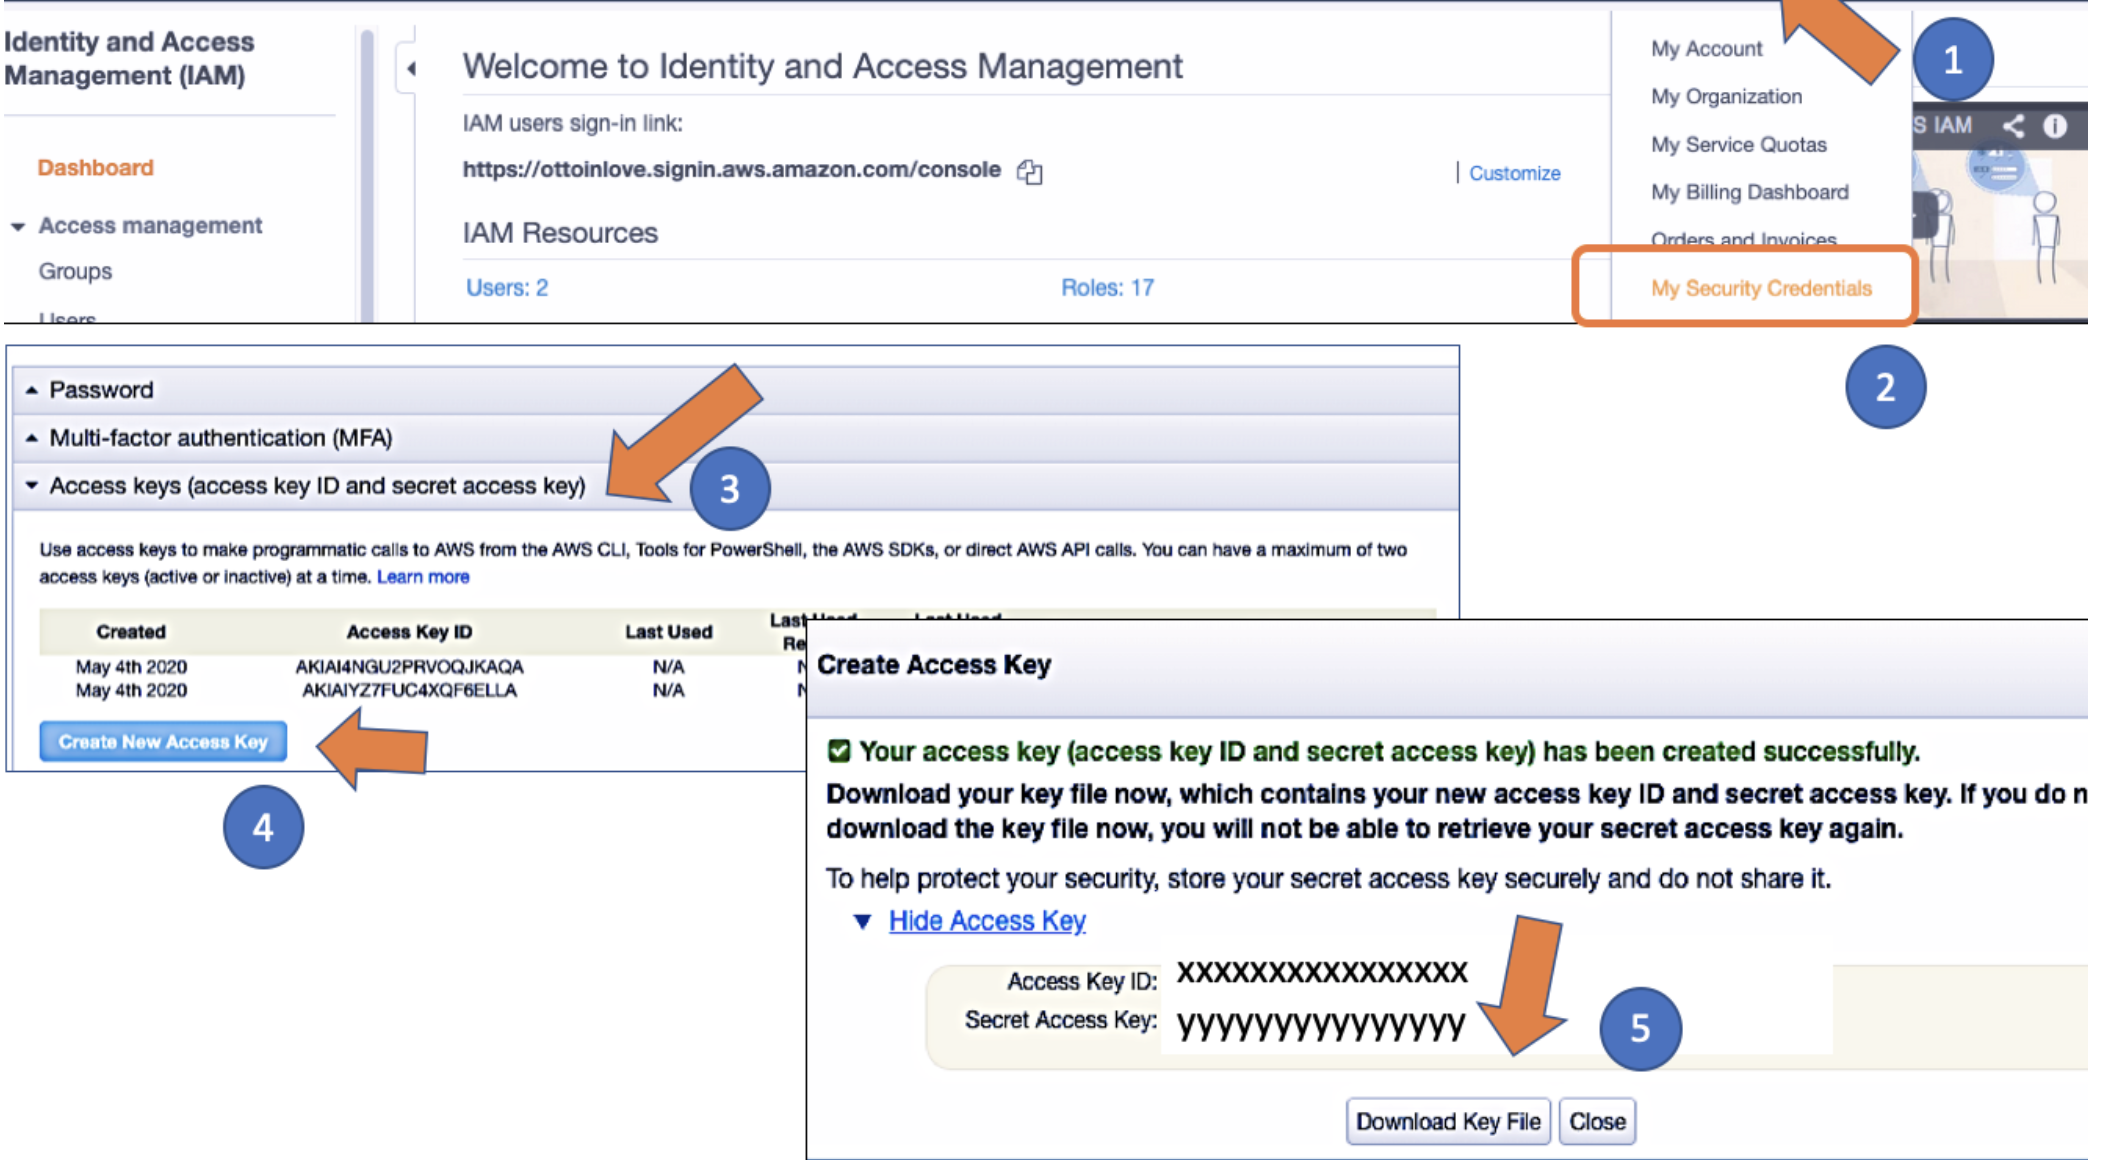 Identity and Access
Management (IAM)
Dashboard
Access management
Groups
Users
Welcome to Identity and Access Management
IAM users sign-in link:
https://ottoinlove.signin.aws.amazon.com/console
Customize
IAM Resources
Users: 2
Roles: 17
My Account
My Organization
My Service Quotas
My Billing Dashboard
Orders and Invoices
My Security Credentials
1
S IAM
2
Password
Multi-factor authentication (MFA)
Access keys (access key ID and secret access key)
3
Use access keys to make programmatic calls to AWS from the AWS CLI, Tools for PowerShell, the AWS SDKs, or direct AWS API calls. You can have a maximum of two
access keys (active or inactive) at a time. Learn more
Created Access Key ID Last Used Last Used Last Used
Re
May 4th 2020 AKIAI4NGU2PRVOQJKAQA N/A N
May 4th 2020 AKIAIYZ7FUC4XQF6ELLA N/A N
Create New Access Key
4
Create Access Key
Your access key (access key ID and secret access key) has been created successfully.
Download your key file now, which contains your new access key ID and secret access key. If you do n
download the key file now, you will not be able to retrieve your secret access key again.
To help protect your security, store your secret access key securely and do not share it.
Hide Access Key
Access Key ID: xxxxxxxxxxxxxxxx
Secret Access Key: yyyyyyyyyyyyyyy
5
Download Key File Close